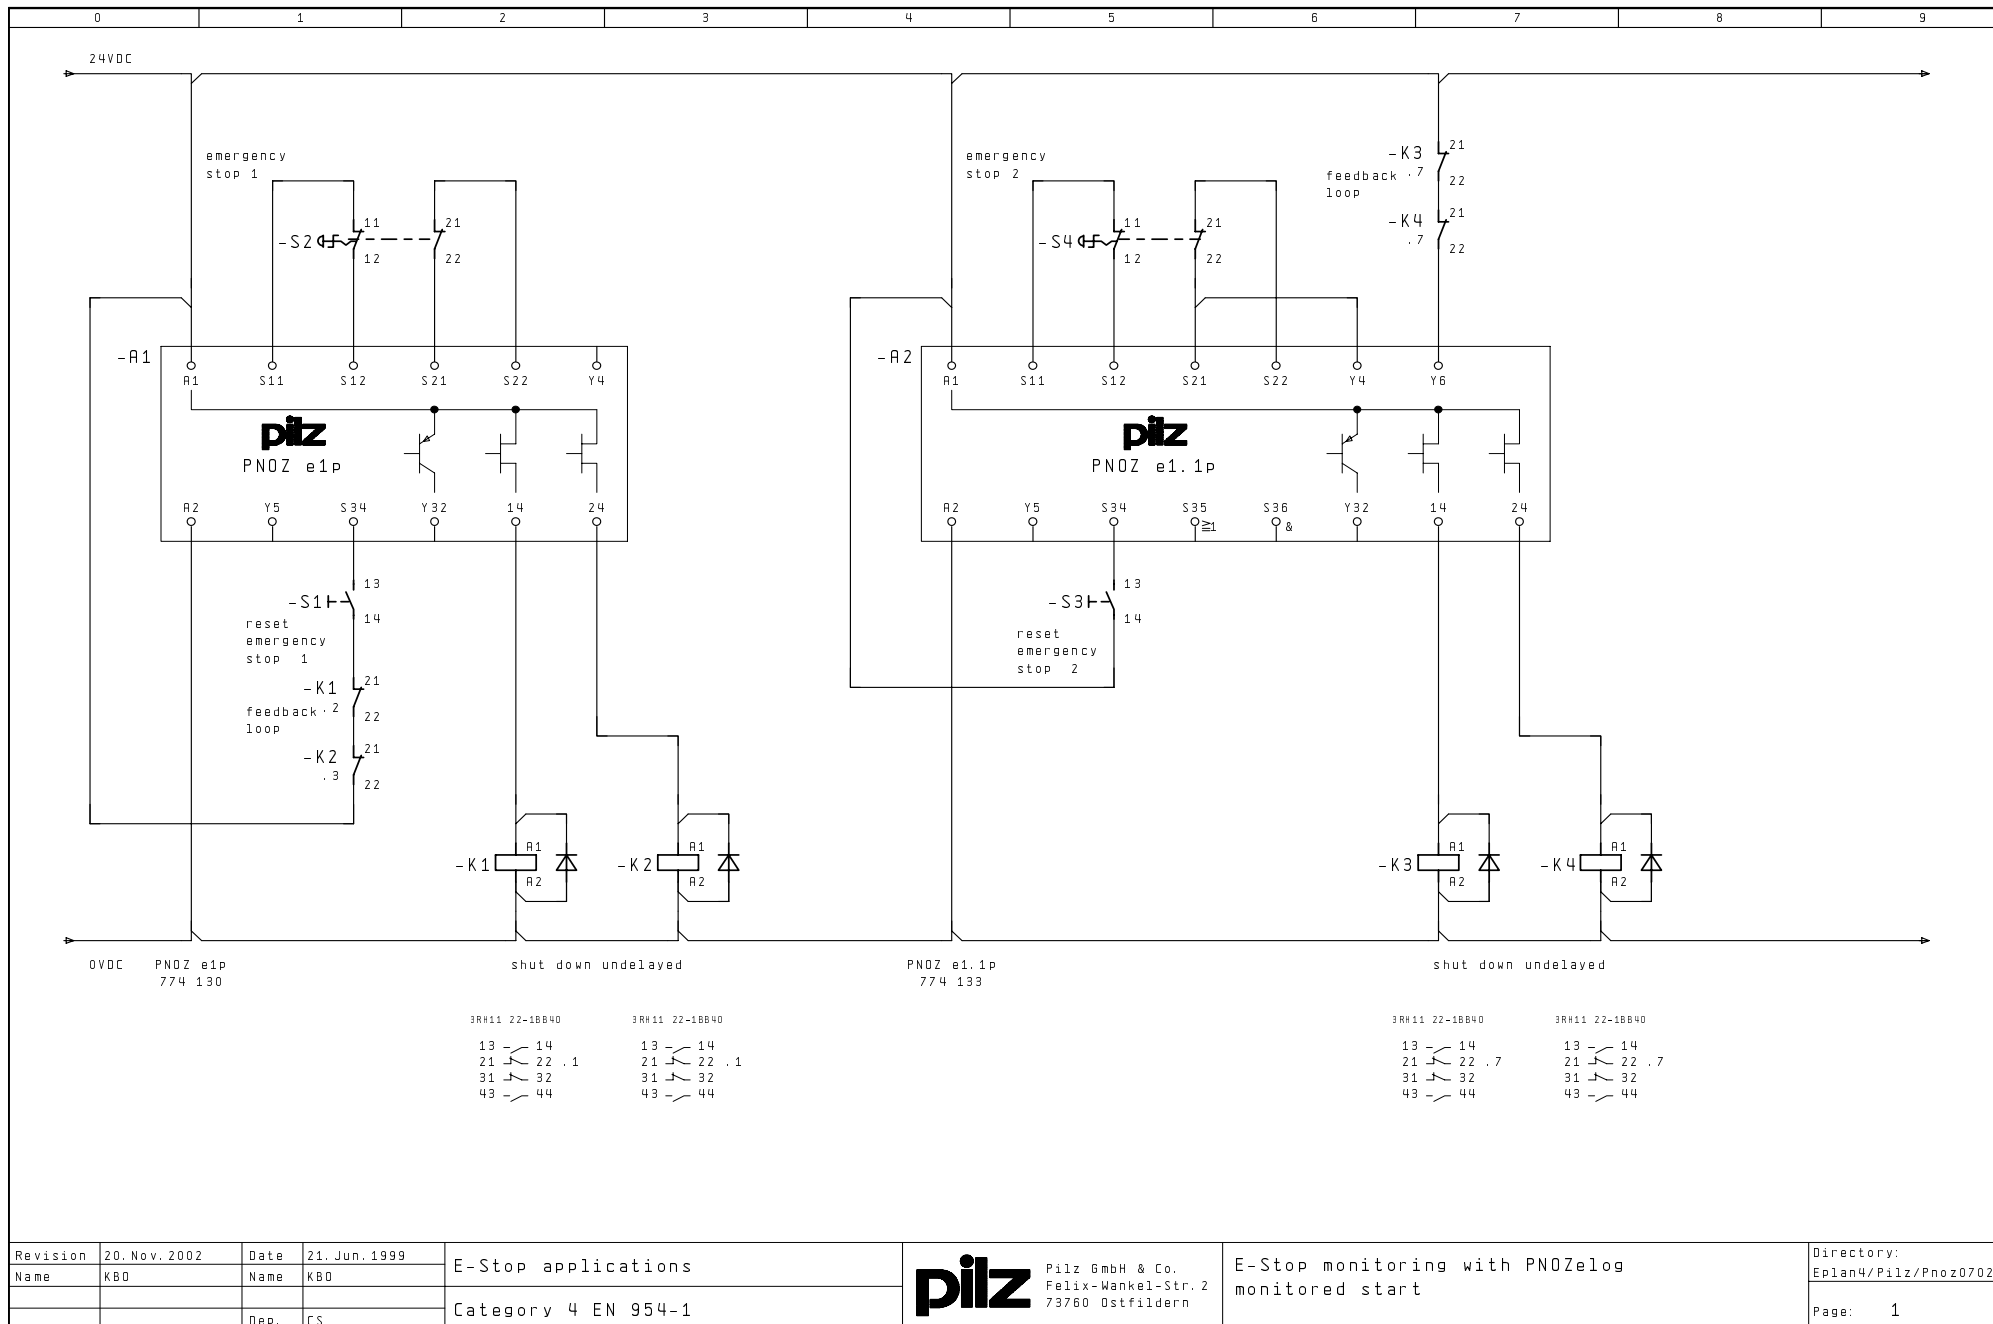 0 1 2 3 4 5 6 7 8 9
24VDC
emergency
stop 1
-S2
11
12
21
22
emergency
stop 2
-S4
11
12
21
22
-K3
.7
21
22
feedback
loop
-K4
.7
21
22
-A1
A1 S11 S12 S21 S22 Y4
pilz
PNOZ e1p
A2 Y5 S34 Y32 14 24
-A2
A1 S11 S12 S21 S22 Y4 Y6
pilz
PNOZ e1.1p
A2 Y5 S34 S35 S36 Y32 14 24
≧1 &
-S1
13
14
reset
emergency
stop 1
-K1
.2
21
22
feedback
loop
-K2
.3
21
22
-S3
13
14
reset
emergency
stop 2
-K1 A1
A2
-K2 A1
A2
-K3 A1
A2
-K4 A1
A2
0VDC
PNOZ e1p
774 130
shut down undelayed
PNOZ e1.1p
774 133
shut down undelayed
3RH11 22-1BB40
13 14
21 22 .1
31 32
43 44
3RH11 22-1BB40
13 14
21 22 .1
31 32
43 44
3RH11 22-1BB40
13 14
21 22 .7
31 32
43 44
3RH11 22-1BB40
13 14
21 22 .7
31 32
43 44
Revision 20.Nov.2002 Date 21.Jun.1999
Name KBO Name KBO
Dep. CS
E-Stop applications
Category 4 EN 954-1
pilz
Pilz GmbH & Co.
Felix-Wankel-Str.2
73760 Ostfildern
E-Stop monitoring with PNOZelog
monitored start
Directory:
Eplan4/Pilz/Pnoz0702
Page: 1